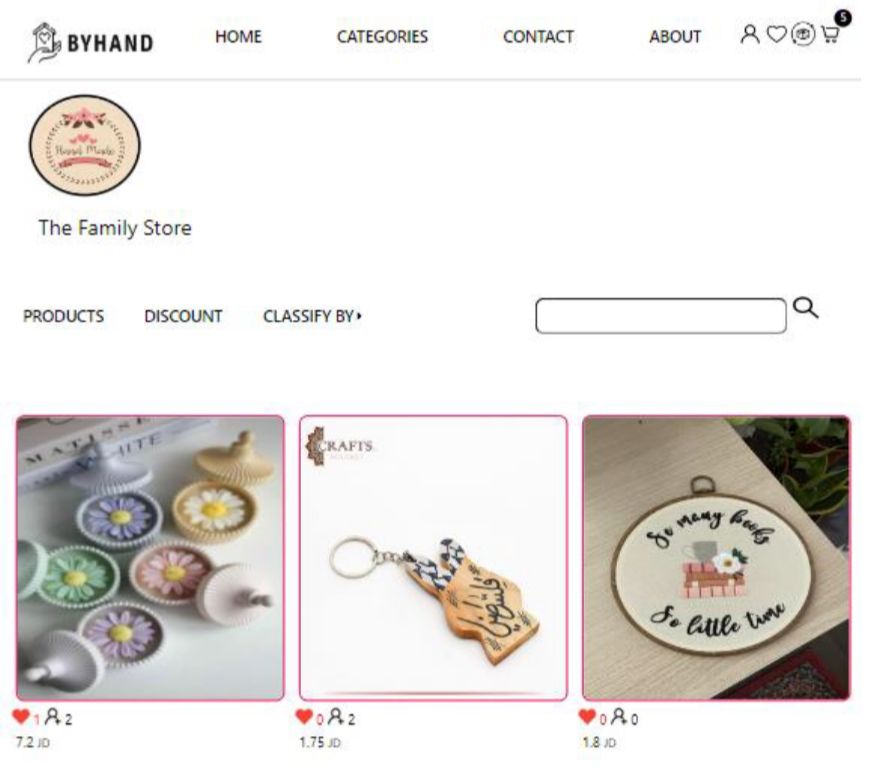 BYHAND
HOME
CATEGORIES
CONTACT
ABOUT
5
Hand Made
The Family Store
PRODUCTS
DISCOUNT
CLASSIFY BY
MATISSE
WHITE
CRAFTS
فلسطين
So many books
So little time
1 2
0 2
0 0
7.2 JD
1.75 JD
1.8 JD